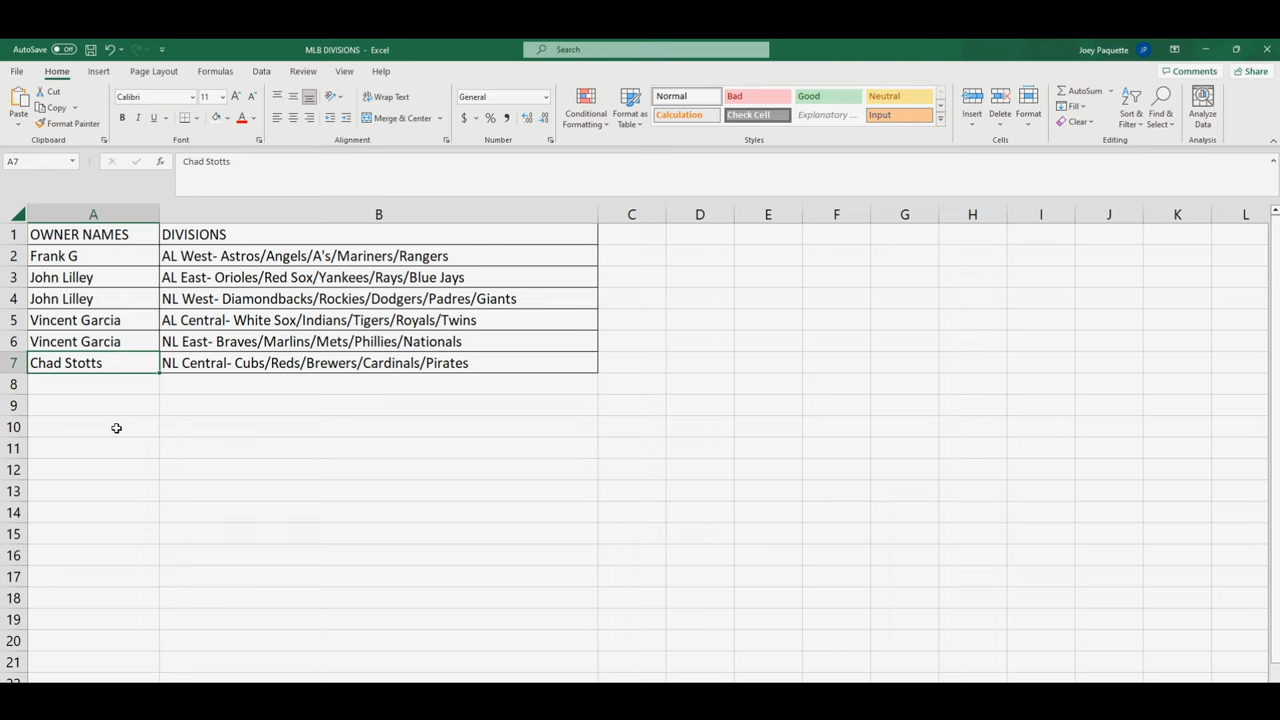 AutoSave Off MLB DIVISIONS - Excel Search Joey Paquette JP
File Home Insert Page Layout Formulas Data Review View Help Comments Share
Cut
Copy
Format Painter
Paste
Clipboard
Calibri 11
B I U
Font
Wrap Text
Merge & Center
Alignment
General
$ % ,
Number
Conditional Formatting
Format as Table
Normal Bad Good Neutral
Calculation Check Cell Explanatory ... Input
Styles
Insert Delete Format
Cells
AutoSum
Fill
Clear
Sort & Filter
Find & Select
Editing
Analyze Data
Analysis
A7 fx Chad Stotts
A B C D E F G H I J K L
1 OWNER NAMES DIVISIONS
2 Frank G AL West- Astros/Angels/A's/Mariners/Rangers
3 John Lilley AL East- Orioles/Red Sox/Yankees/Rays/Blue Jays
4 John Lilley NL West- Diamondbacks/Rockies/Dodgers/Padres/Giants
5 Vincent Garcia AL Central- White Sox/Indians/Tigers/Royals/Twins
6 Vincent Garcia NL East- Braves/Marlins/Mets/Phillies/Nationals
7 Chad Stotts NL Central- Cubs/Reds/Brewers/Cardinals/Pirates
8
9
10
11
12
13
14
15
16
17
18
19
20
21